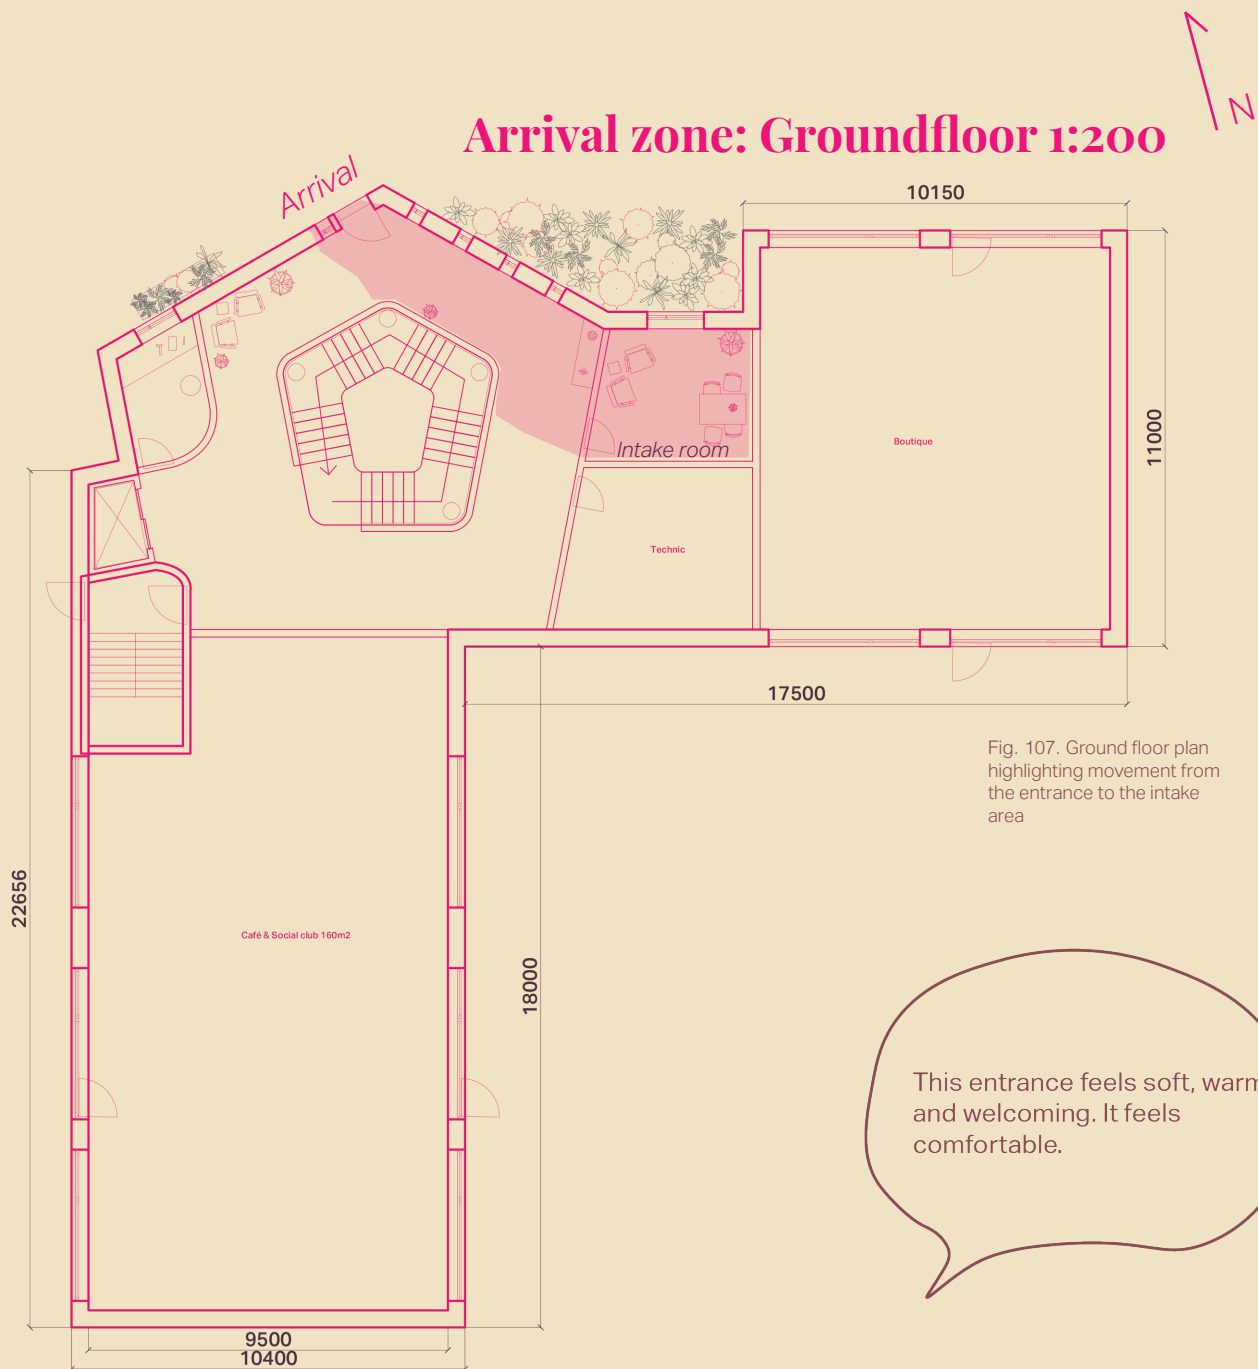 N
Arrival zone: Groundfloor 1:200
Arrival
10150
11000
Boutique
Intake room
Technic
17500
Fig. 107. Ground floor plan
highlighting movement from
the entrance to the intake
area
22656
Café & Social club 160m2
18000
This entrance feels soft, warm
and welcoming. It feels
comfortable.
9500
10400